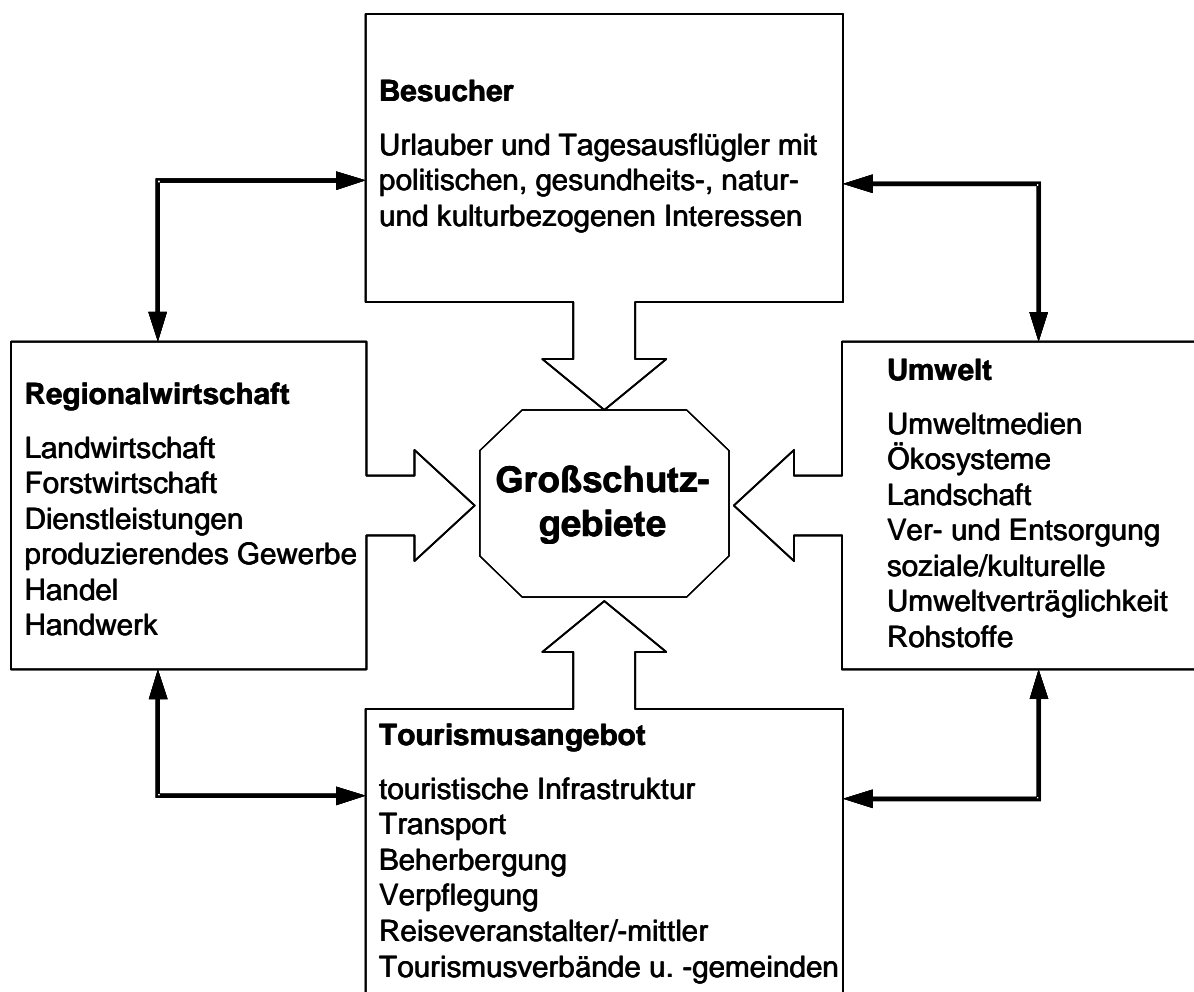 Besucher
Urlauber und Tagesausflügler mit
politischen, gesundheits-, natur-
und kulturbezogenen Interessen
Regionalwirtschaft
Landwirtschaft
Forstwirtschaft
Dienstleistungen
produzierendes Gewerbe
Handel
Handwerk
Großschutz-
gebiete
Umwelt
Umweltmedien
Ökosysteme
Landschaft
Ver- und Entsorgung
soziale/kulturelle
Umweltverträglichkeit
Rohstoffe
Tourismusangebot
touristische Infrastruktur
Transport
Beherbergung
Verpflegung
Reiseveranstalter/-mittler
Tourismusverbände u. -gemeinden